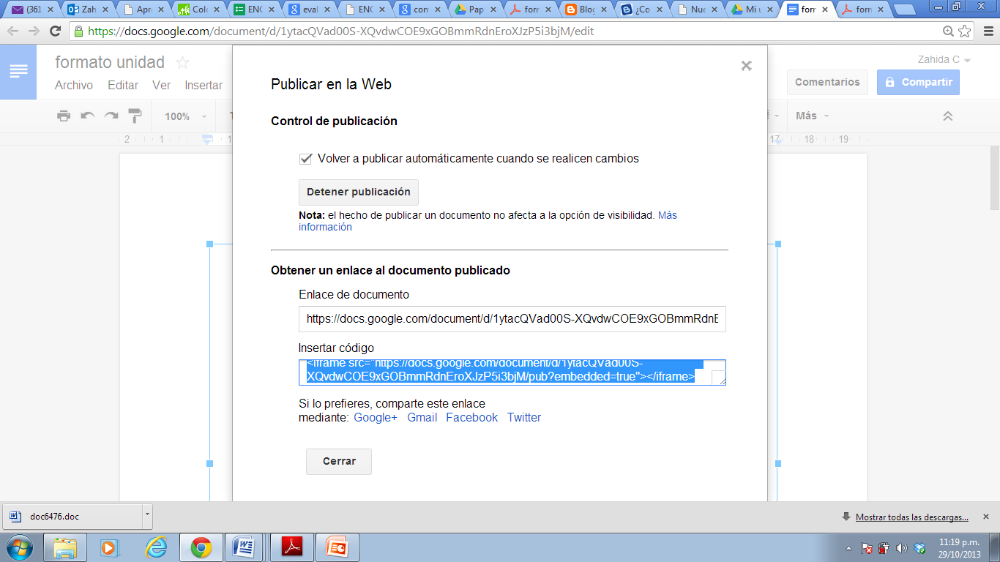 (361
Zah
Apr
Cole
ENC
eval
ENC
con
Pap
forr
Blog
¿Co
Nue
Mi u
forr
forr
https://docs.google.com/document/d/1ytacQVad00S-XQvdwCOE9xGOBmmRdnEroXJzP5i3bjM/edit
formato unidad
Zahida C
Archivo Editar Ver Insertar
Comentarios
Compartir
100%
Más
2 1 1 17 18 19
Publicar en la Web
Control de publicación
Volver a publicar automáticamente cuando se realicen cambios
Detener publicación
Nota: el hecho de publicar un documento no afecta a la opción de visibilidad. Más
información
Obtener un enlace al documento publicado
Enlace de documento
https://docs.google.com/document/d/1ytacQVad00S-XQvdwCOE9xGOBmmRdnE
Insertar código
<iframe src="https://docs.google.com/document/d/1ytacQVad00S-
XQvdwCOE9xGOBmmRdnEroXJzP5i3bjM/pub?embedded=true"></iframe>
Si lo prefieres, comparte este enlace
mediante: Google+ Gmail Facebook Twitter
Cerrar
doc6476.doc
Mostrar todas las descargas...
11:19 p.m.
29/10/2013